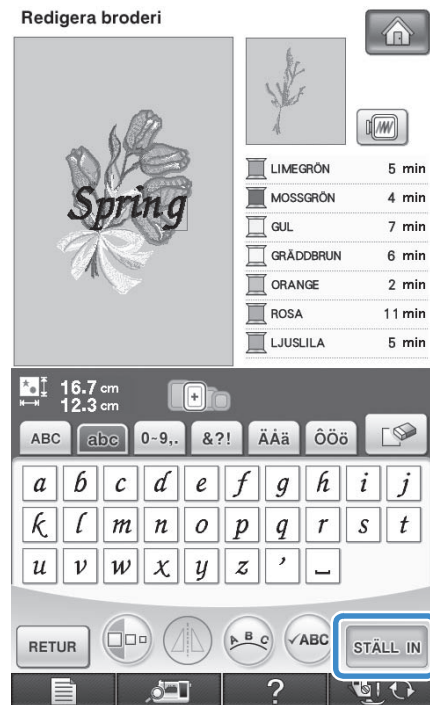 Redigera broderi
Spring
LIMEGRÖN 5 min
MOSSGRÖN 4 min
GUL 7 min
GRÄDDBRUN 6 min
ORANGE 2 min
ROSA 11 min
LJUSLILA 5 min
16.7 cm
12.3 cm
ABC abc 0-9,. &?! ÄÅä ÔÖö
a b c d e f g h i j
k l m n o p q r s t
u v w x y z ’ ⎵
RETUR A B C ✓ABC STÄLL IN
?